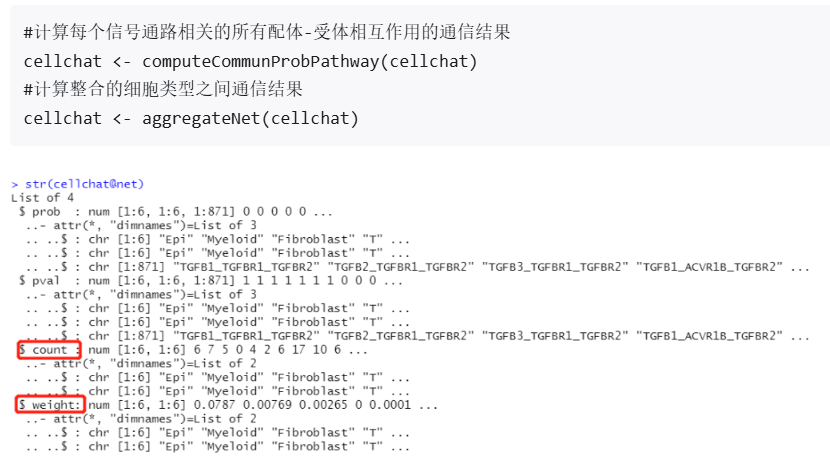 #计算每个信号通路相关的所有配体-受体相互作用的通信结果
cellchat <- computeCommunProbPathway(cellchat)
#计算整合的细胞类型之间通信结果
cellchat <- aggregateNet(cellchat)
> str(cellchat@net)
List of 4
 $ prob  : num [1:6, 1:6, 1:871] 0 0 0 0 0 ...
  ..- attr(*, "dimnames")=List of 3
  .. ..$ : chr [1:6] "Epi" "Myeloid" "Fibroblast" "T" ...
  .. ..$ : chr [1:6] "Epi" "Myeloid" "Fibroblast" "T" ...
  .. ..$ : chr [1:871] "TGFB1_TGFBR1_TGFBR2" "TGFB2_TGFBR1_TGFBR2" "TGFB3_TGFBR1_TGFBR2" "TGFB1_ACVR1B_TGFBR2" ...
 $ pval  : num [1:6, 1:6, 1:871] 1 1 1 1 1 1 1 0 0 0 ...
  ..- attr(*, "dimnames")=List of 3
  .. ..$ : chr [1:6] "Epi" "Myeloid" "Fibroblast" "T" ...
  .. ..$ : chr [1:6] "Epi" "Myeloid" "Fibroblast" "T" ...
  .. ..$ : chr [1:871] "TGFB1_TGFBR1_TGFBR2" "TGFB2_TGFBR1_TGFBR2" "TGFB3_TGFBR1_TGFBR2" "TGFB1_ACVR1B_TGFBR2" ...
 $ count : num [1:6, 1:6] 6 7 5 0 4 2 6 17 10 6 ...
  ..- attr(*, "dimnames")=List of 2
  .. ..$ : chr [1:6] "Epi" "Myeloid" "Fibroblast" "T" ...
  .. ..$ : chr [1:6] "Epi" "Myeloid" "Fibroblast" "T" ...
 $ weight: num [1:6, 1:6] 0.0787 0.00769 0.00265 0 0.0001 ...
  ..- attr(*, "dimnames")=List of 2
  .. ..$ : chr [1:6] "Epi" "Myeloid" "Fibroblast" "T" ...
  .. ..$ : chr [1:6] "Epi" "Myeloid" "Fibroblast" "T" ...